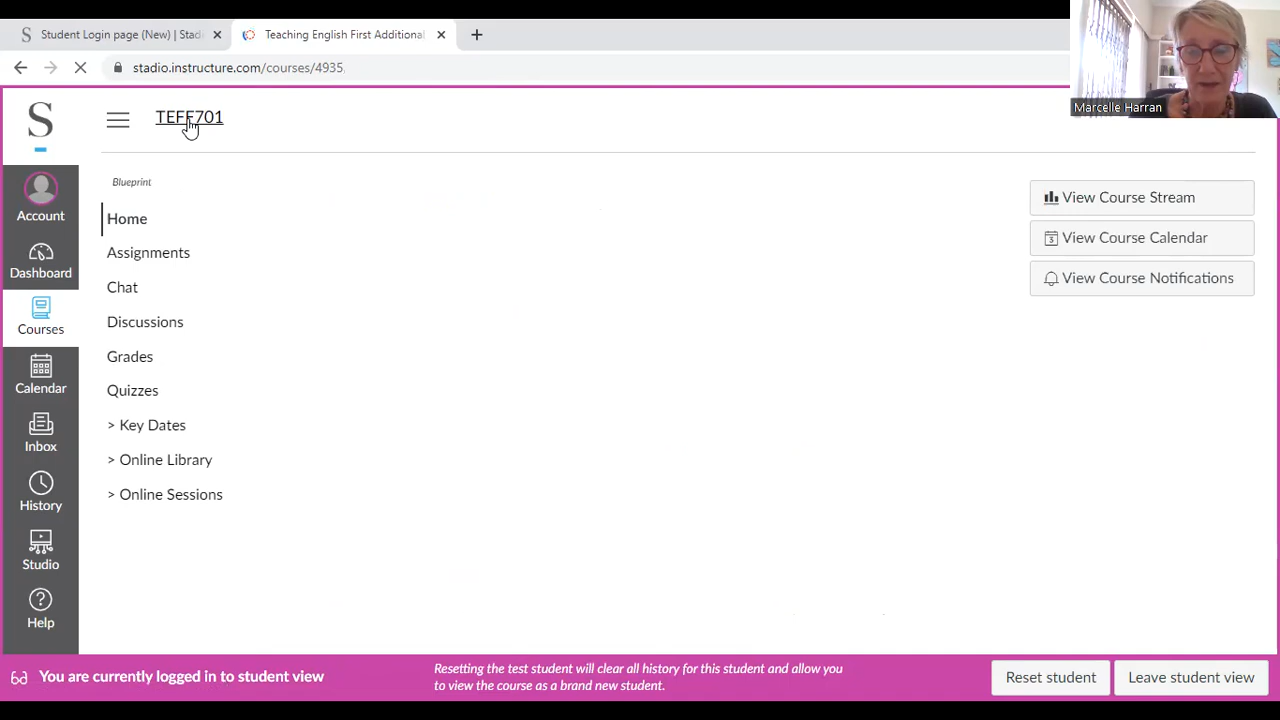 Student Login page (New) | Stadi
Teaching English First Additional
stadio.instructure.com/courses/4935
Marcelle Harran
S
TEFF701
Blueprint
Account
Dashboard
Courses
Calendar
Inbox
History
Studio
Help
Home
Assignments
Chat
Discussions
Grades
Quizzes
> Key Dates
> Online Library
> Online Sessions
View Course Stream
View Course Calendar
View Course Notifications
You are currently logged in to student view
Resetting the test student will clear all history for this student and allow you
to view the course as a brand new student.
Reset student
Leave student view